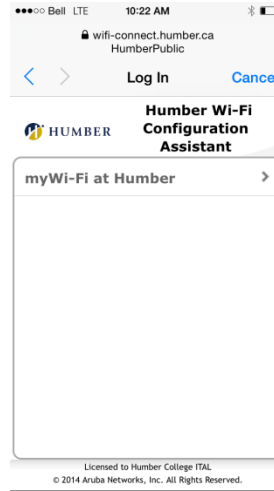 ●●●○○ Bell LTE 10:22 AM
wifi-connect.humber.ca
HumberPublic
Log In Cance
HUMBER
Humber Wi-Fi
Configuration
Assistant
myWi-Fi at Humber
Licensed to Humber College ITAL
© 2014 Aruba Networks, Inc. All Rights Reserved.